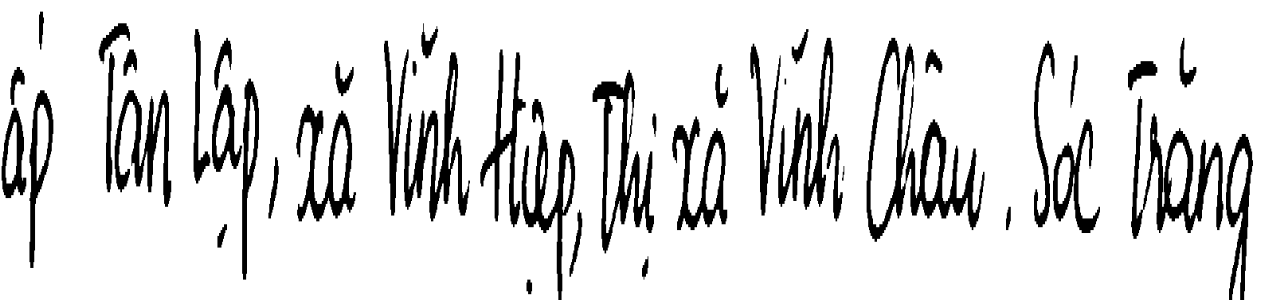 ấp Tân Lập, xã Vĩnh Hiệp, Thị xã Vĩnh Châu. Sóc Trăng